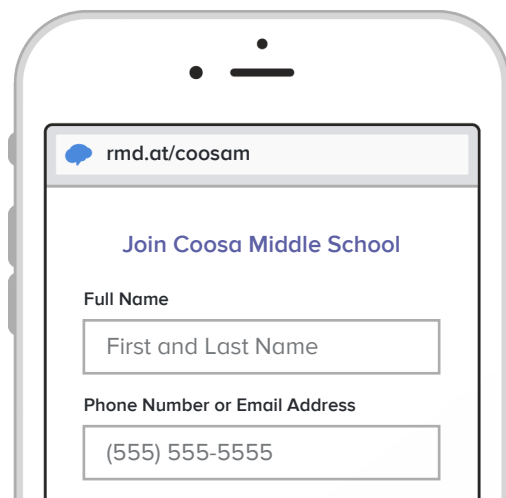 rmd.at/coosam
Join Coosa Middle School
Full Name
First and Last Name
Phone Number or Email Address
(555) 555-5555